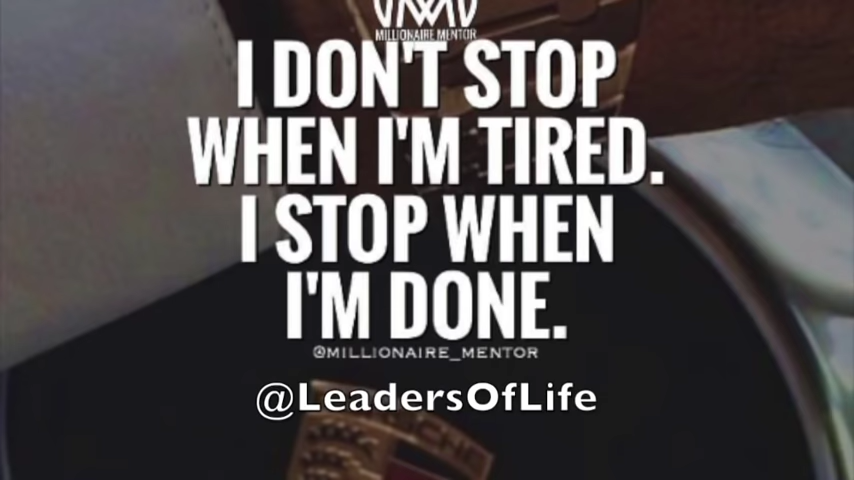 MILLIONAIRE MENTOR
I DON'T STOP
WHEN I'M TIRED.
I STOP WHEN
I'M DONE.
@MILLIONAIRE_MENTOR
@LeadersOfLife